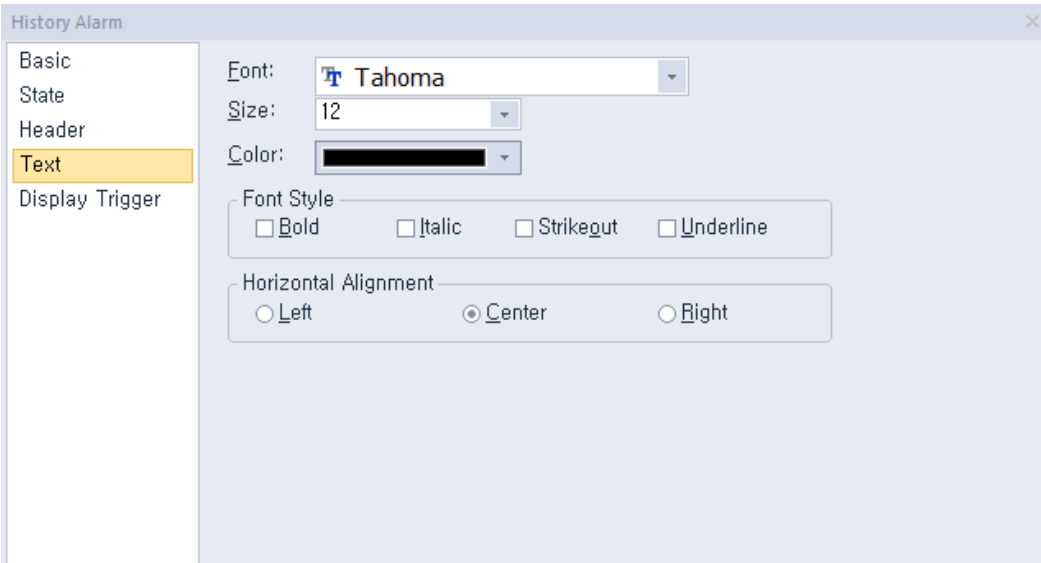 History Alarm
Basic
State
Header
Text
Display Trigger
Font: Tahoma
Size: 12
Color:
Font Style
Bold Italic Strikeout Underline
Horizontal Alignment
Left Center Right